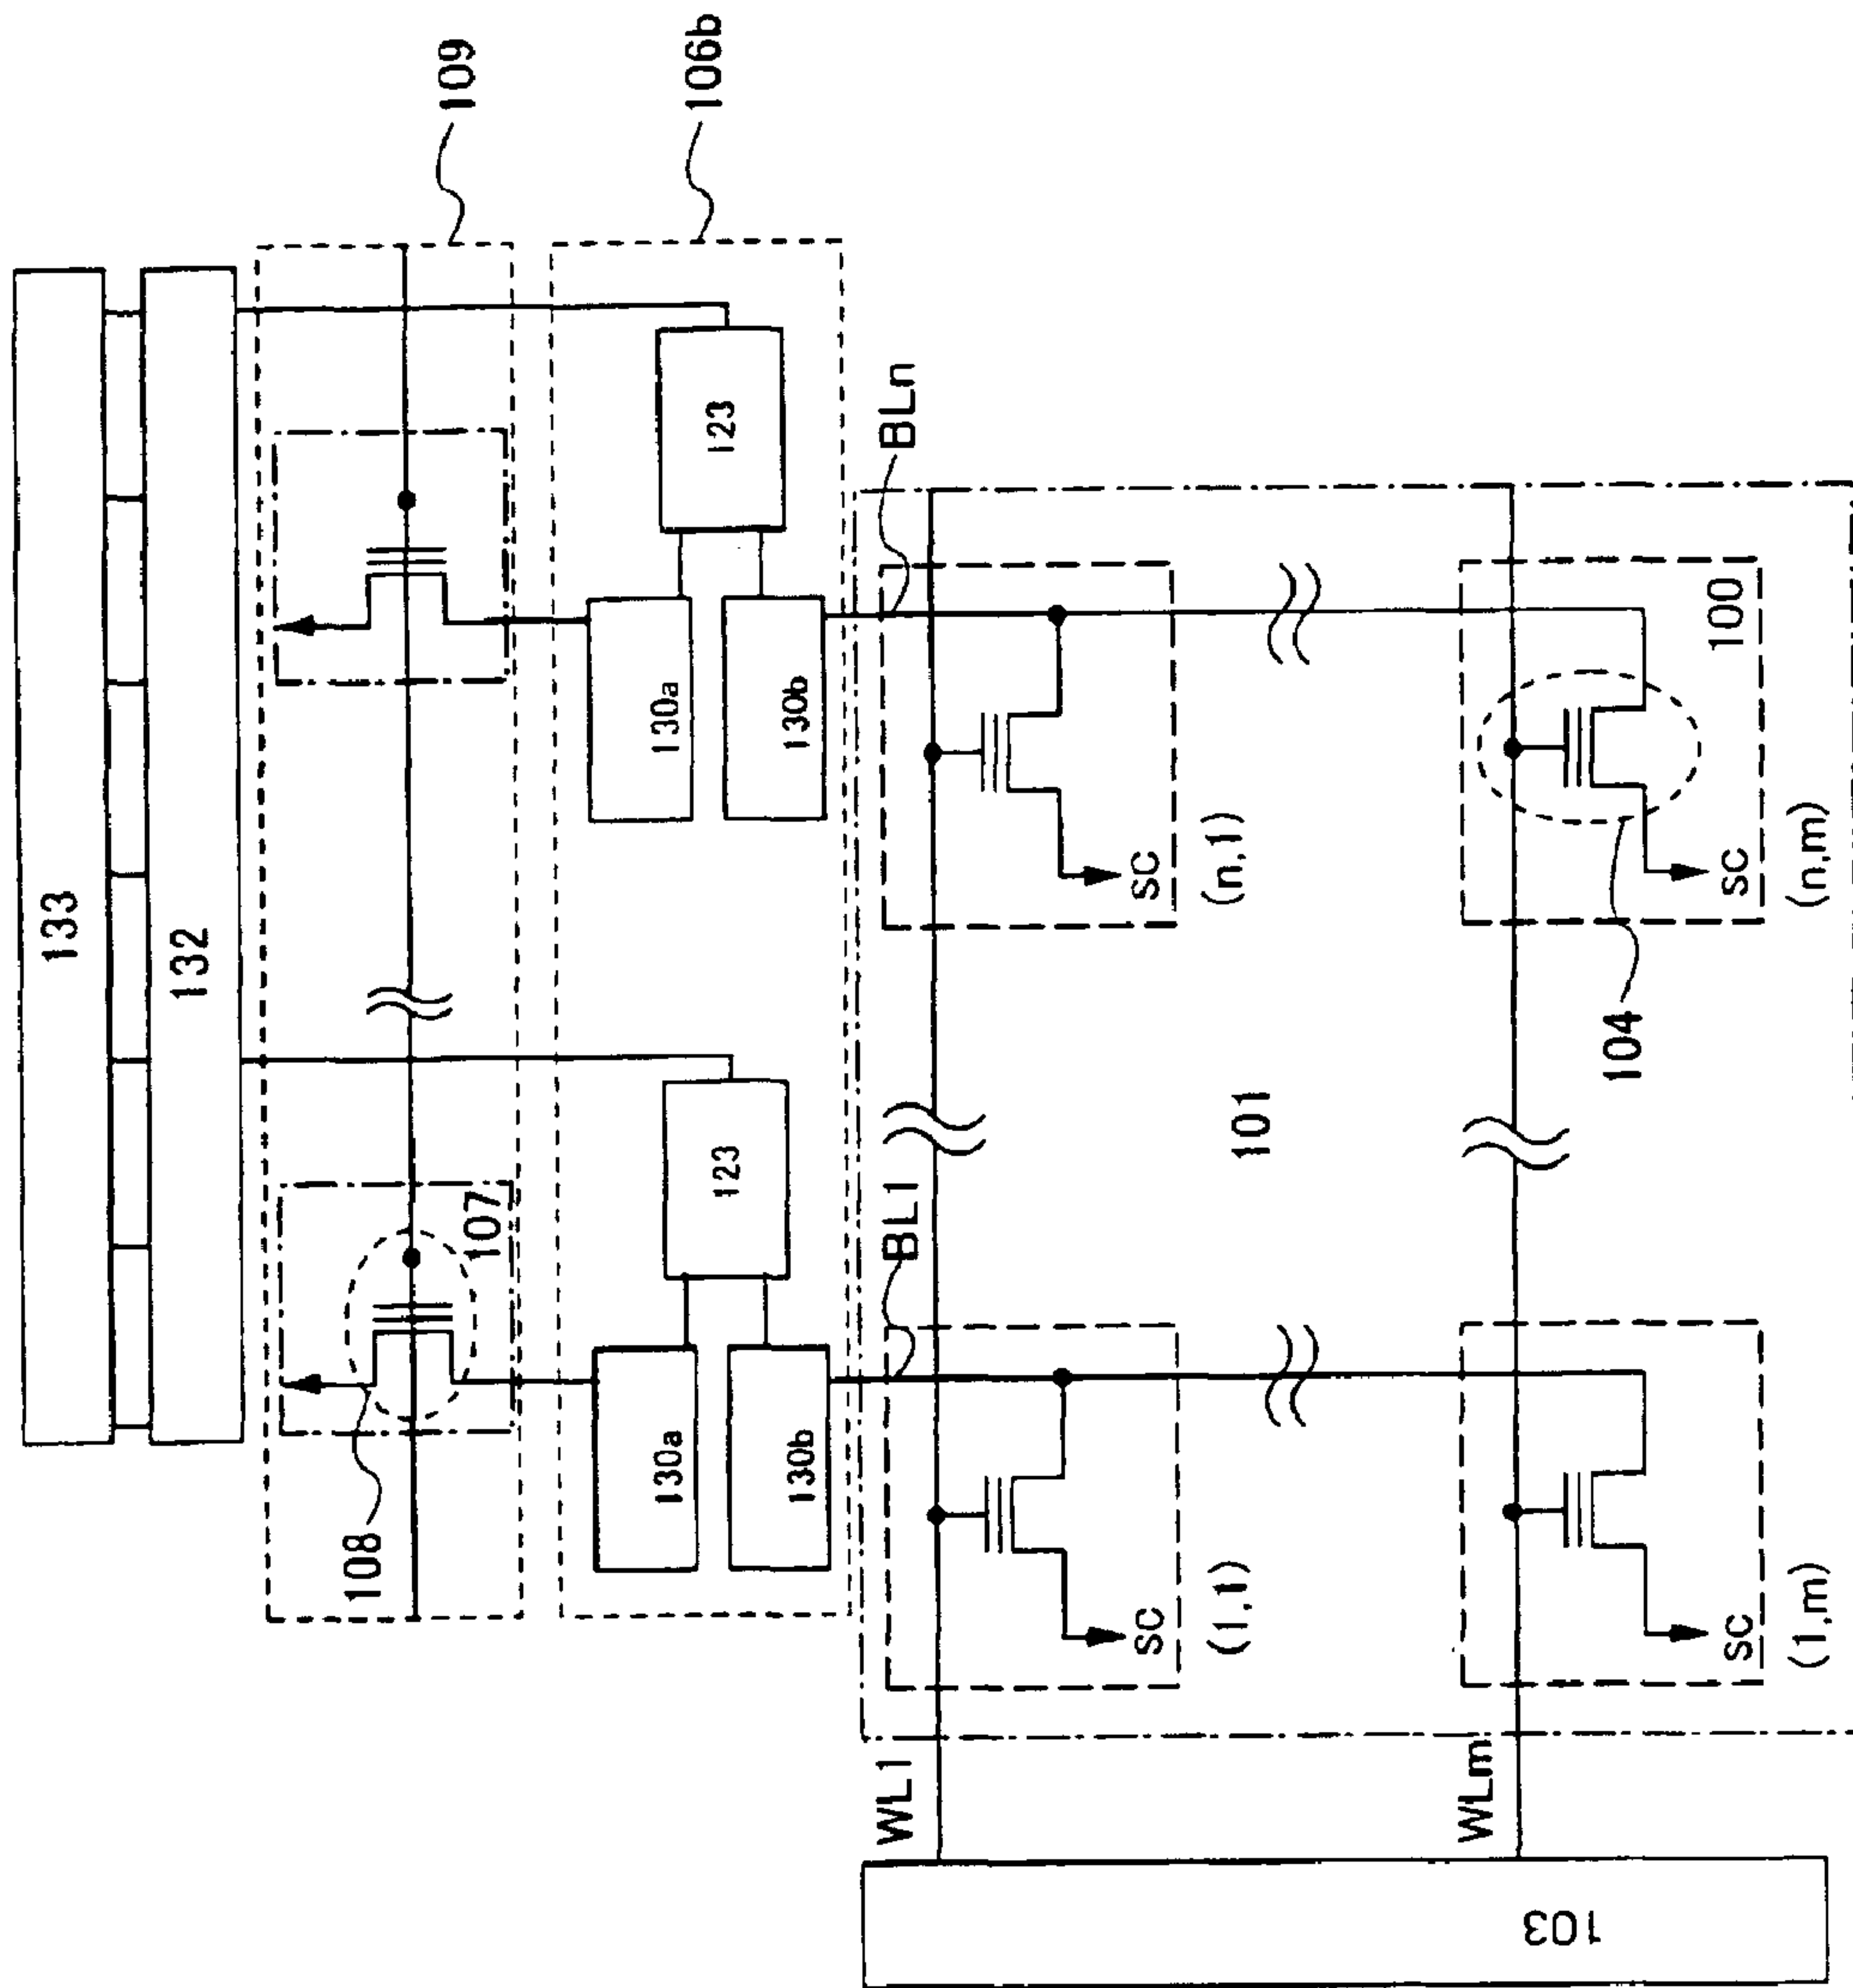 133
132
109
107
108
106b
123
123
130a
130a
130b
130b
BL1
BLn
WL1
SC
(1,1)
SC
(n,1)
101
103
WLm
100
104
SC
(1,m)
SC
(n,m)